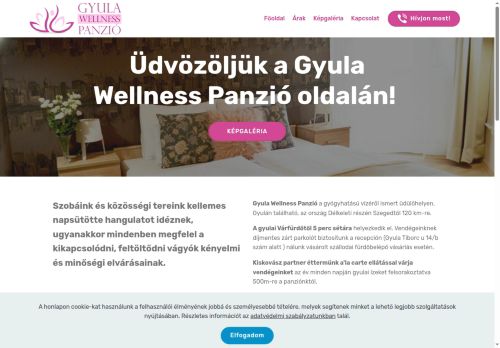 GYULA
WELLNESS
PANZIÓ
Főoldal Árak Képgaléria Kapcsolat Hívjon most!
Üdvözöljük a Gyula
Wellness Panzió oldalán!
KÉPGALÉRIA
Szobáink és közösségi tereink kellemes
napsütötte hangulatot idéznek,
ugyanakkor mindenben megfelel a
kikapcsolódni, feltöltődni vágyók kényelmi
és minőségi elvárásainak.
Gyula Wellness Panzió a gyógyhatású vizéről ismert üdülőhelyen,
Gyulán található, az ország Délkeleti részén Szegedtől 120 km-re.
A gyulai Várfürdőtől 5 perc sétára helyezkedik el. Vendégeinknek
díjmentes zárt parkolót biztosítunk a recepción (Gyula Tiborc u 14/b
szám alatt ) nálunk vásárolt szállodai fürdőbelépő vásárlás esetén.
Kiskovász partner éttermünk a'la carte ellátással várja
vendégeinket az év minden napján gyulai ízeket felsorakoztatva
500m-re a panziónktól.
A honlapon cookie-kat használunk a felhasználói élményének jobbá és személyesebbé tételére, melyek segítenek minket a lehető legjobb szolgáltatások
nyújtásában. Részletes információt az adatvédelmi szabályzatunkban talál.
Elfogadom